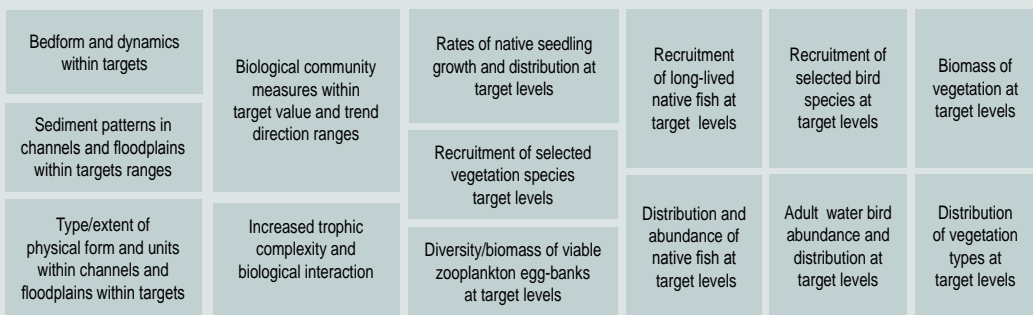 Bedform and dynamics
within targets
Sediment patterns in
channels and floodplains
within targets ranges
Type/extent of
physical form and units
within channels and
floodplains within targets
Biological community
measures within
target value and trend
direction ranges
Increased trophic
complexity and
biological interaction
Rates of native seedling
growth and distribution at
target levels
Recruitment of selected
vegetation species
target levels
Diversity/biomass of viable
zooplankton egg-banks
at target levels
Recruitment
of long-lived
native fish at
target levels
Distribution and
abundance of
native fish at
target levels
Recruitment of
selected bird
species at
target levels
Adult water bird
abundance and
distribution at
target levels
Biomass of
vegetation at
target levels
Distribution
of vegetation
types at
target levels